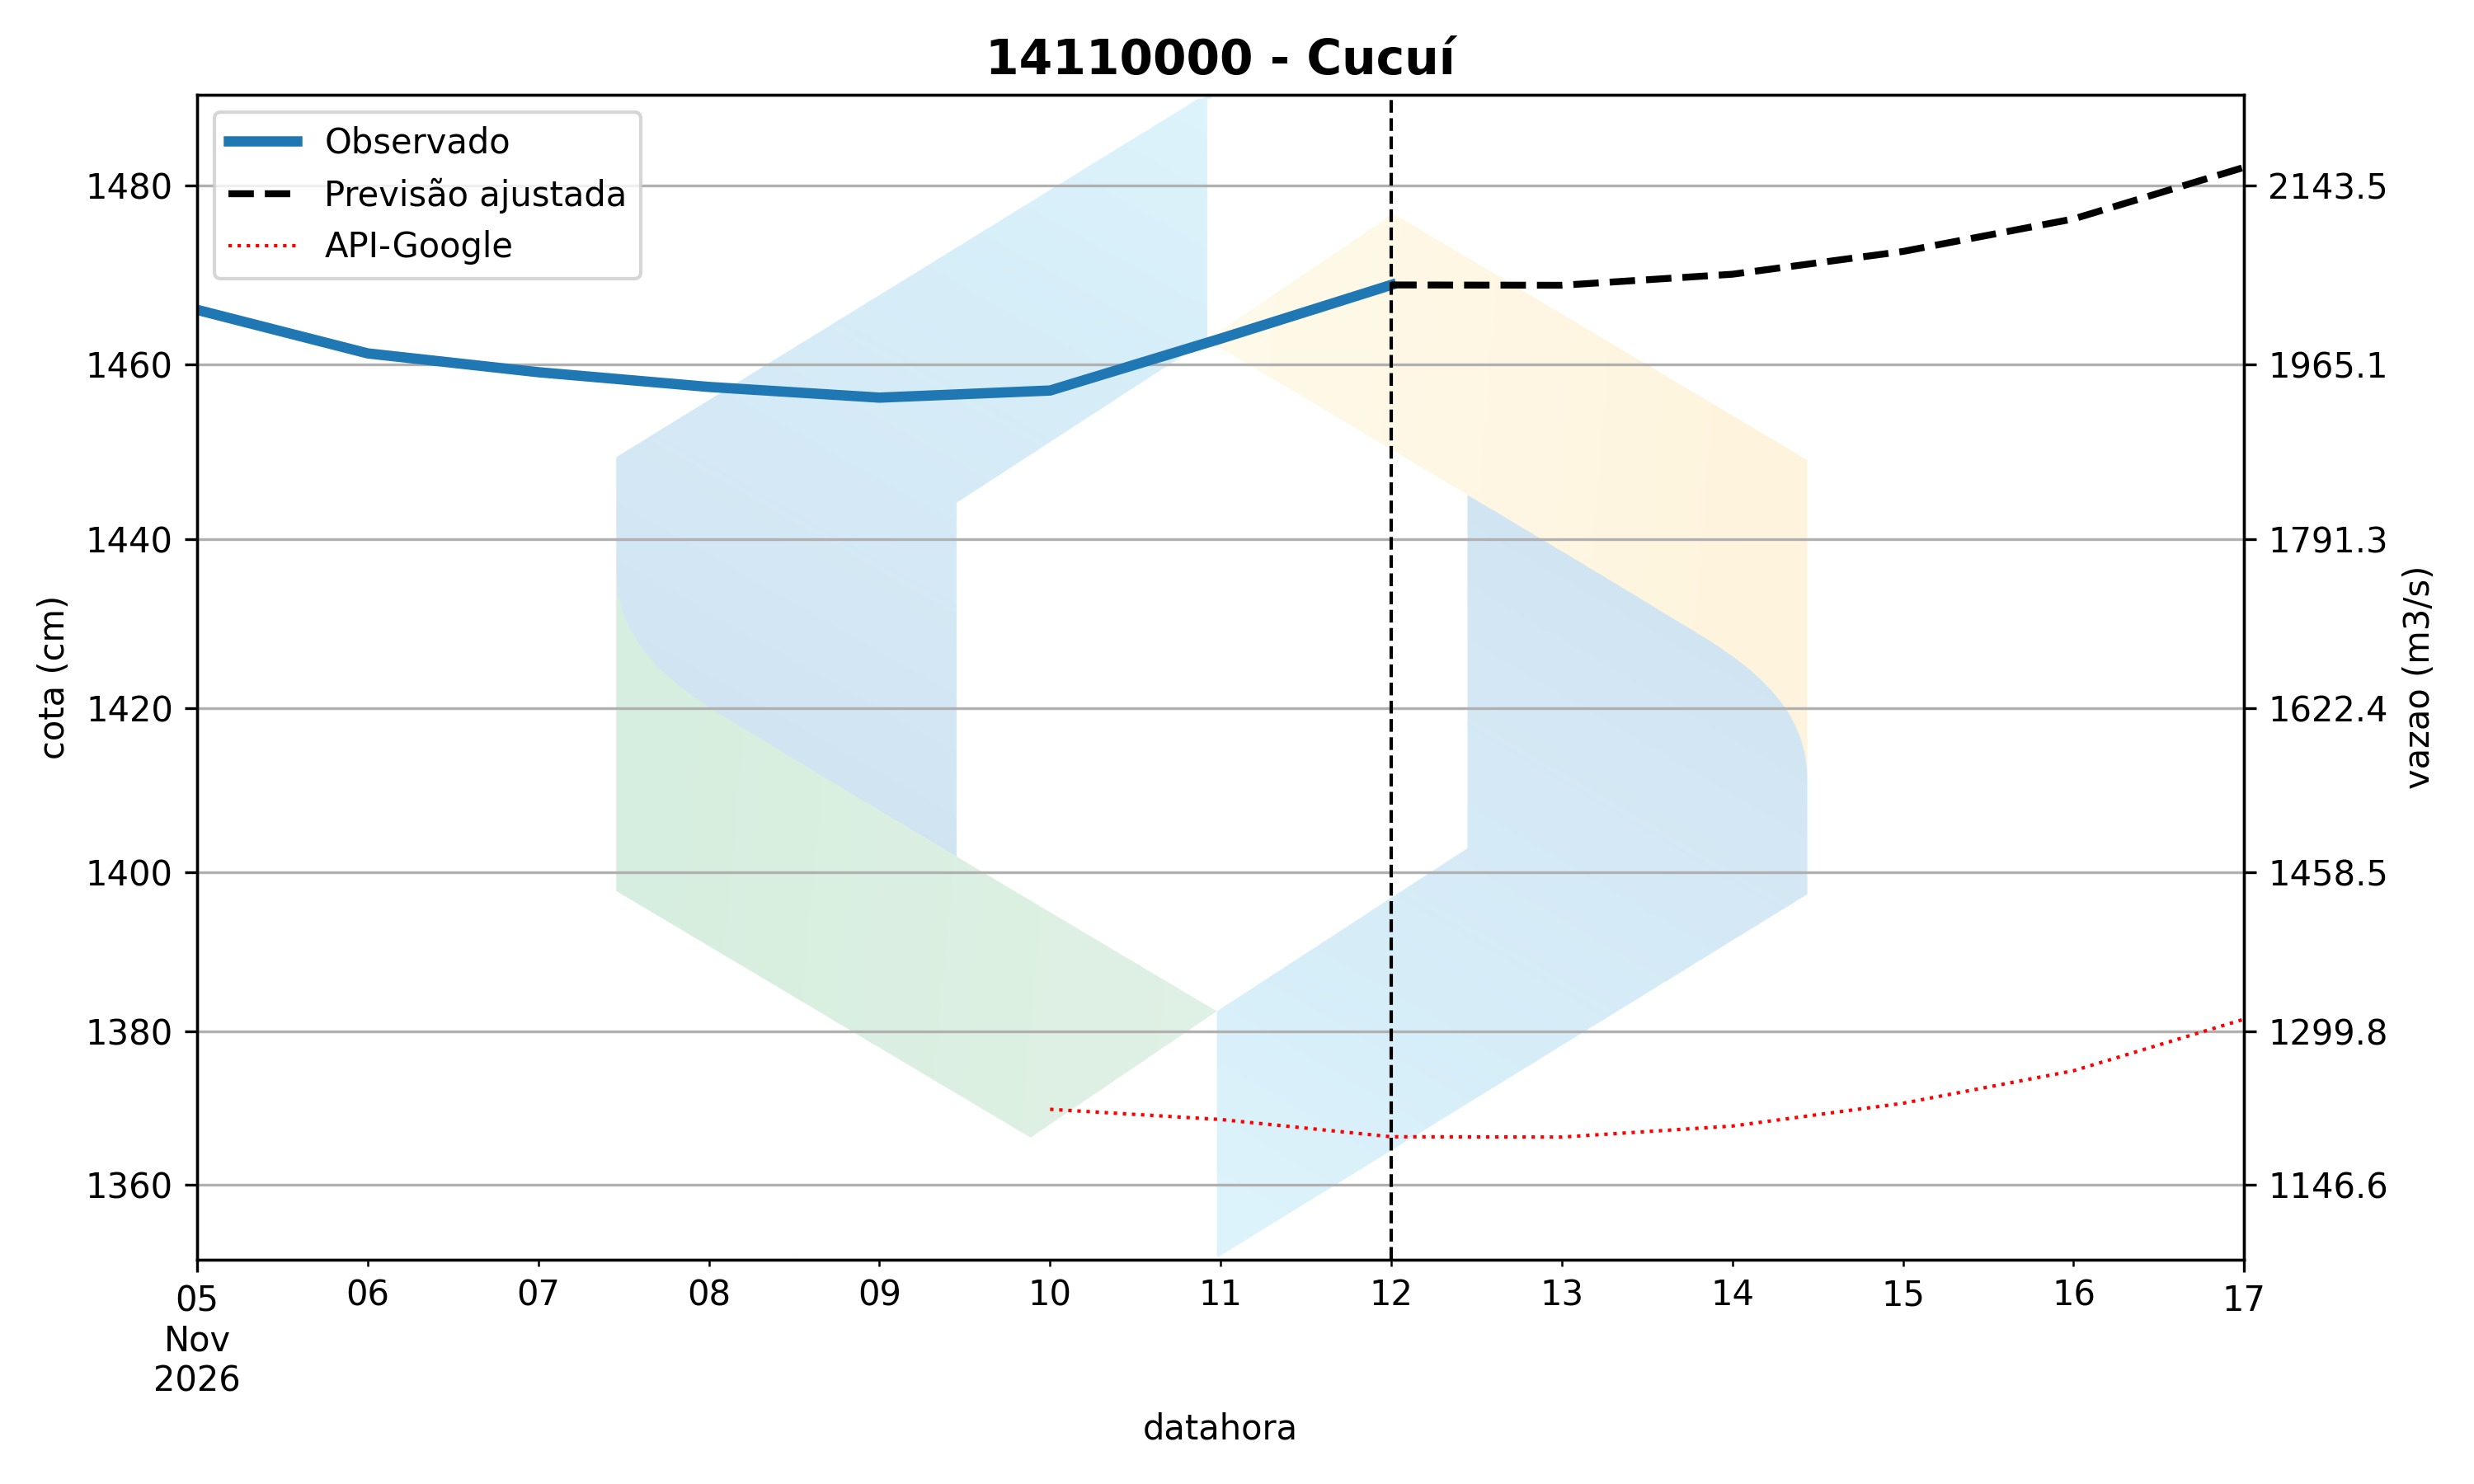 14110000 - Cucuí
Observado
Previsão ajustada
API-Google
cota (cm)
1480
1460
1440
1420
1400
1380
1360
2143.5
1965.1
1791.3
1622.4
1458.5
1299.8
1146.6
vazao (m3/s)
05 06 07 08 09 10 11 12 13 14 15 16 17
Nov
2026
datahora